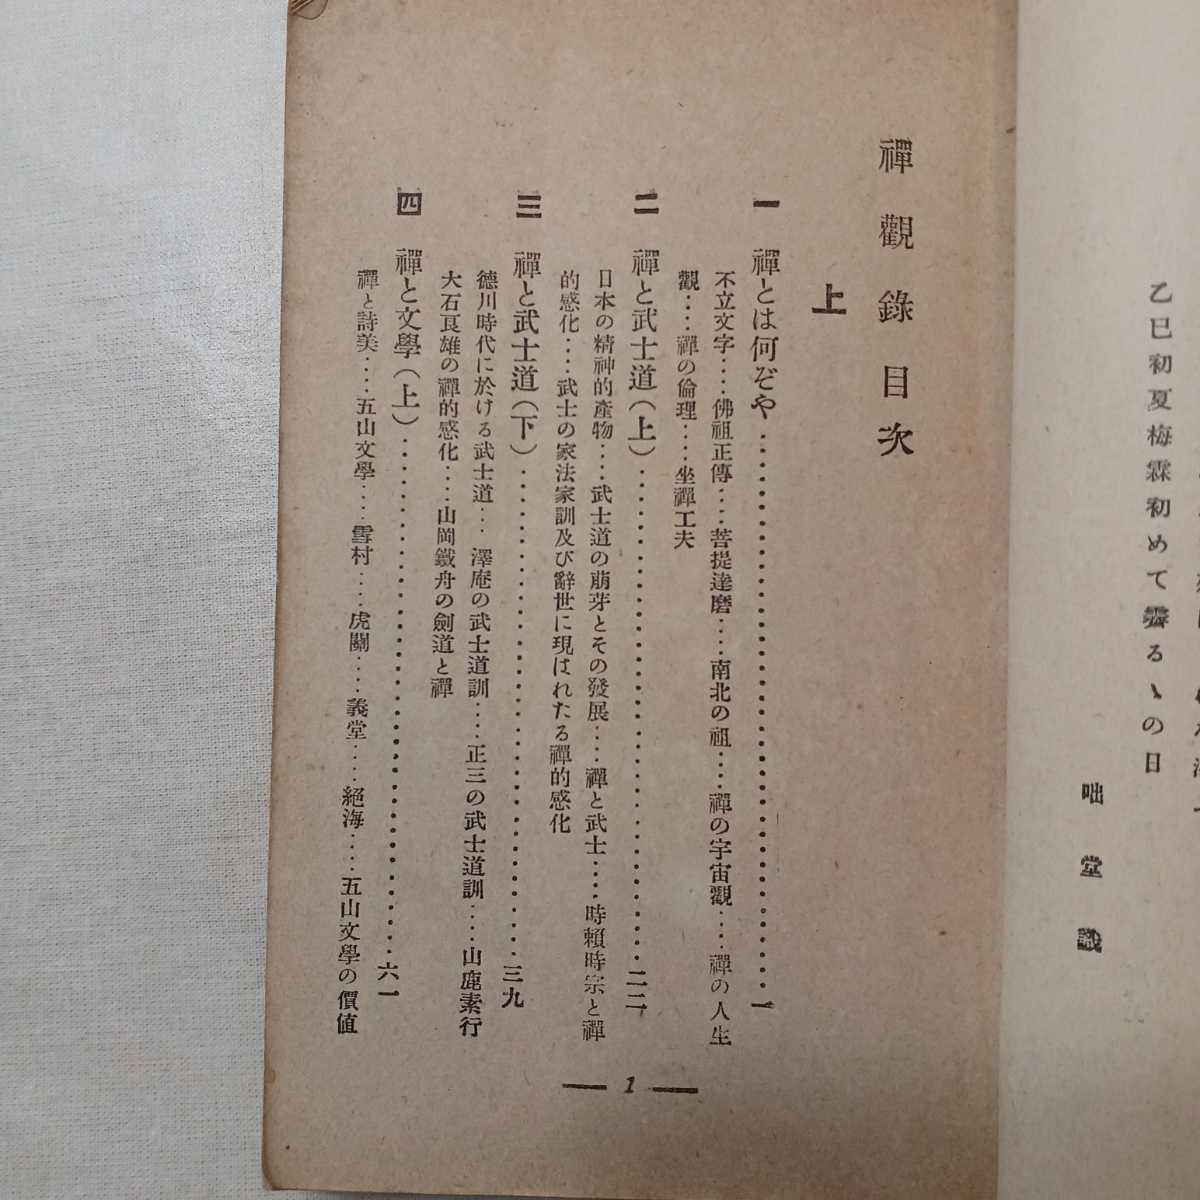 乙巳初夏梅霖初めて霽るゝの日
咄堂識
禪觀錄目次
上
一　禪とは何ぞや………………一
不立文字‥‥佛祖正傳‥‥菩提達磨‥‥南北の祖‥‥禪の宇宙觀‥‥禪の人生
觀‥‥禪の倫理‥‥坐禪工夫
二　禪と武士道（上）………………二二
日本の精神的產物‥‥武士道の萠芽とその發展‥‥禪と武士‥‥時賴時宗と禪
的感化‥‥武士の家法家訓及び辭世に現はれたる禪的感化
三　禪と武士道（下）………………三九
德川時代に於ける武士道‥‥澤庵の武士道訓‥‥正三の武士道訓‥‥山鹿素行
大石良雄の禪的感化‥‥山岡鐵舟の劍道と禪
四　禪と文學（上）………………六一
禪と詩美‥‥五山文學‥‥雪村‥‥虎關‥‥義堂‥‥絕海‥‥五山文學の價値
— 1 —